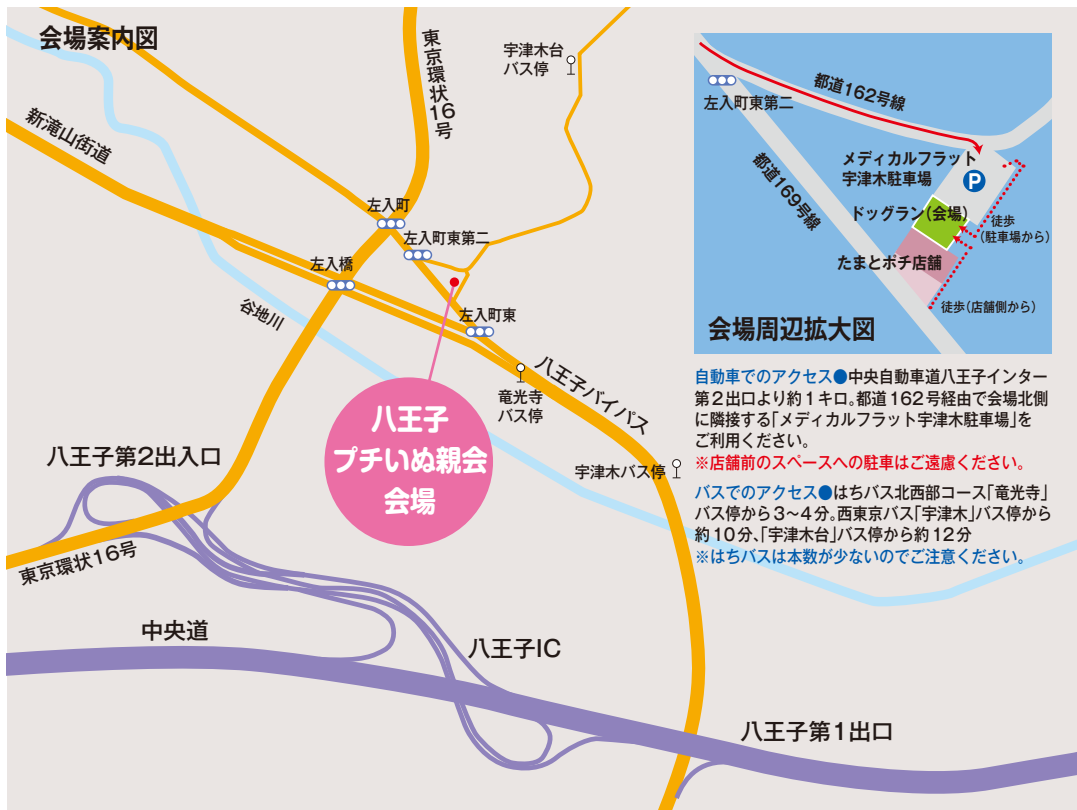 会場案内図
東京環状16号
宇津木台
バス停
新滝山街道
左入町
左入町東第二
左入橋
谷地川
左入町東
竜光寺
バス停
八王子バイパス
八王子
プチいぬ親会
会場
宇津木バス停
八王子第2出入口
東京環状16号
中央道
八王子IC
八王子第1出口
都道162号線
左入町東第二
都道169号線
メディカルフラット
宇津木駐車場
P
ドッグラン(会場)
徒歩
(駐車場から)
たまとポチ店舗
徒歩(店舗側から)
会場周辺拡大図
自動車でのアクセス●中央自動車道八王子インター
第2出口より約1キロ。都道162号経由で会場北側
に隣接する「メディカルフラット宇津木駐車場」を
ご利用ください。
※店舗前のスペースへの駐車はご遠慮ください。
バスでのアクセス●はちバス北西部コース「竜光寺」
バス停から3〜4分。西東京バス「宇津木」バス停から
約10分、「宇津木台」バス停から約12分
※はちバスは本数が少ないのでご注意ください。